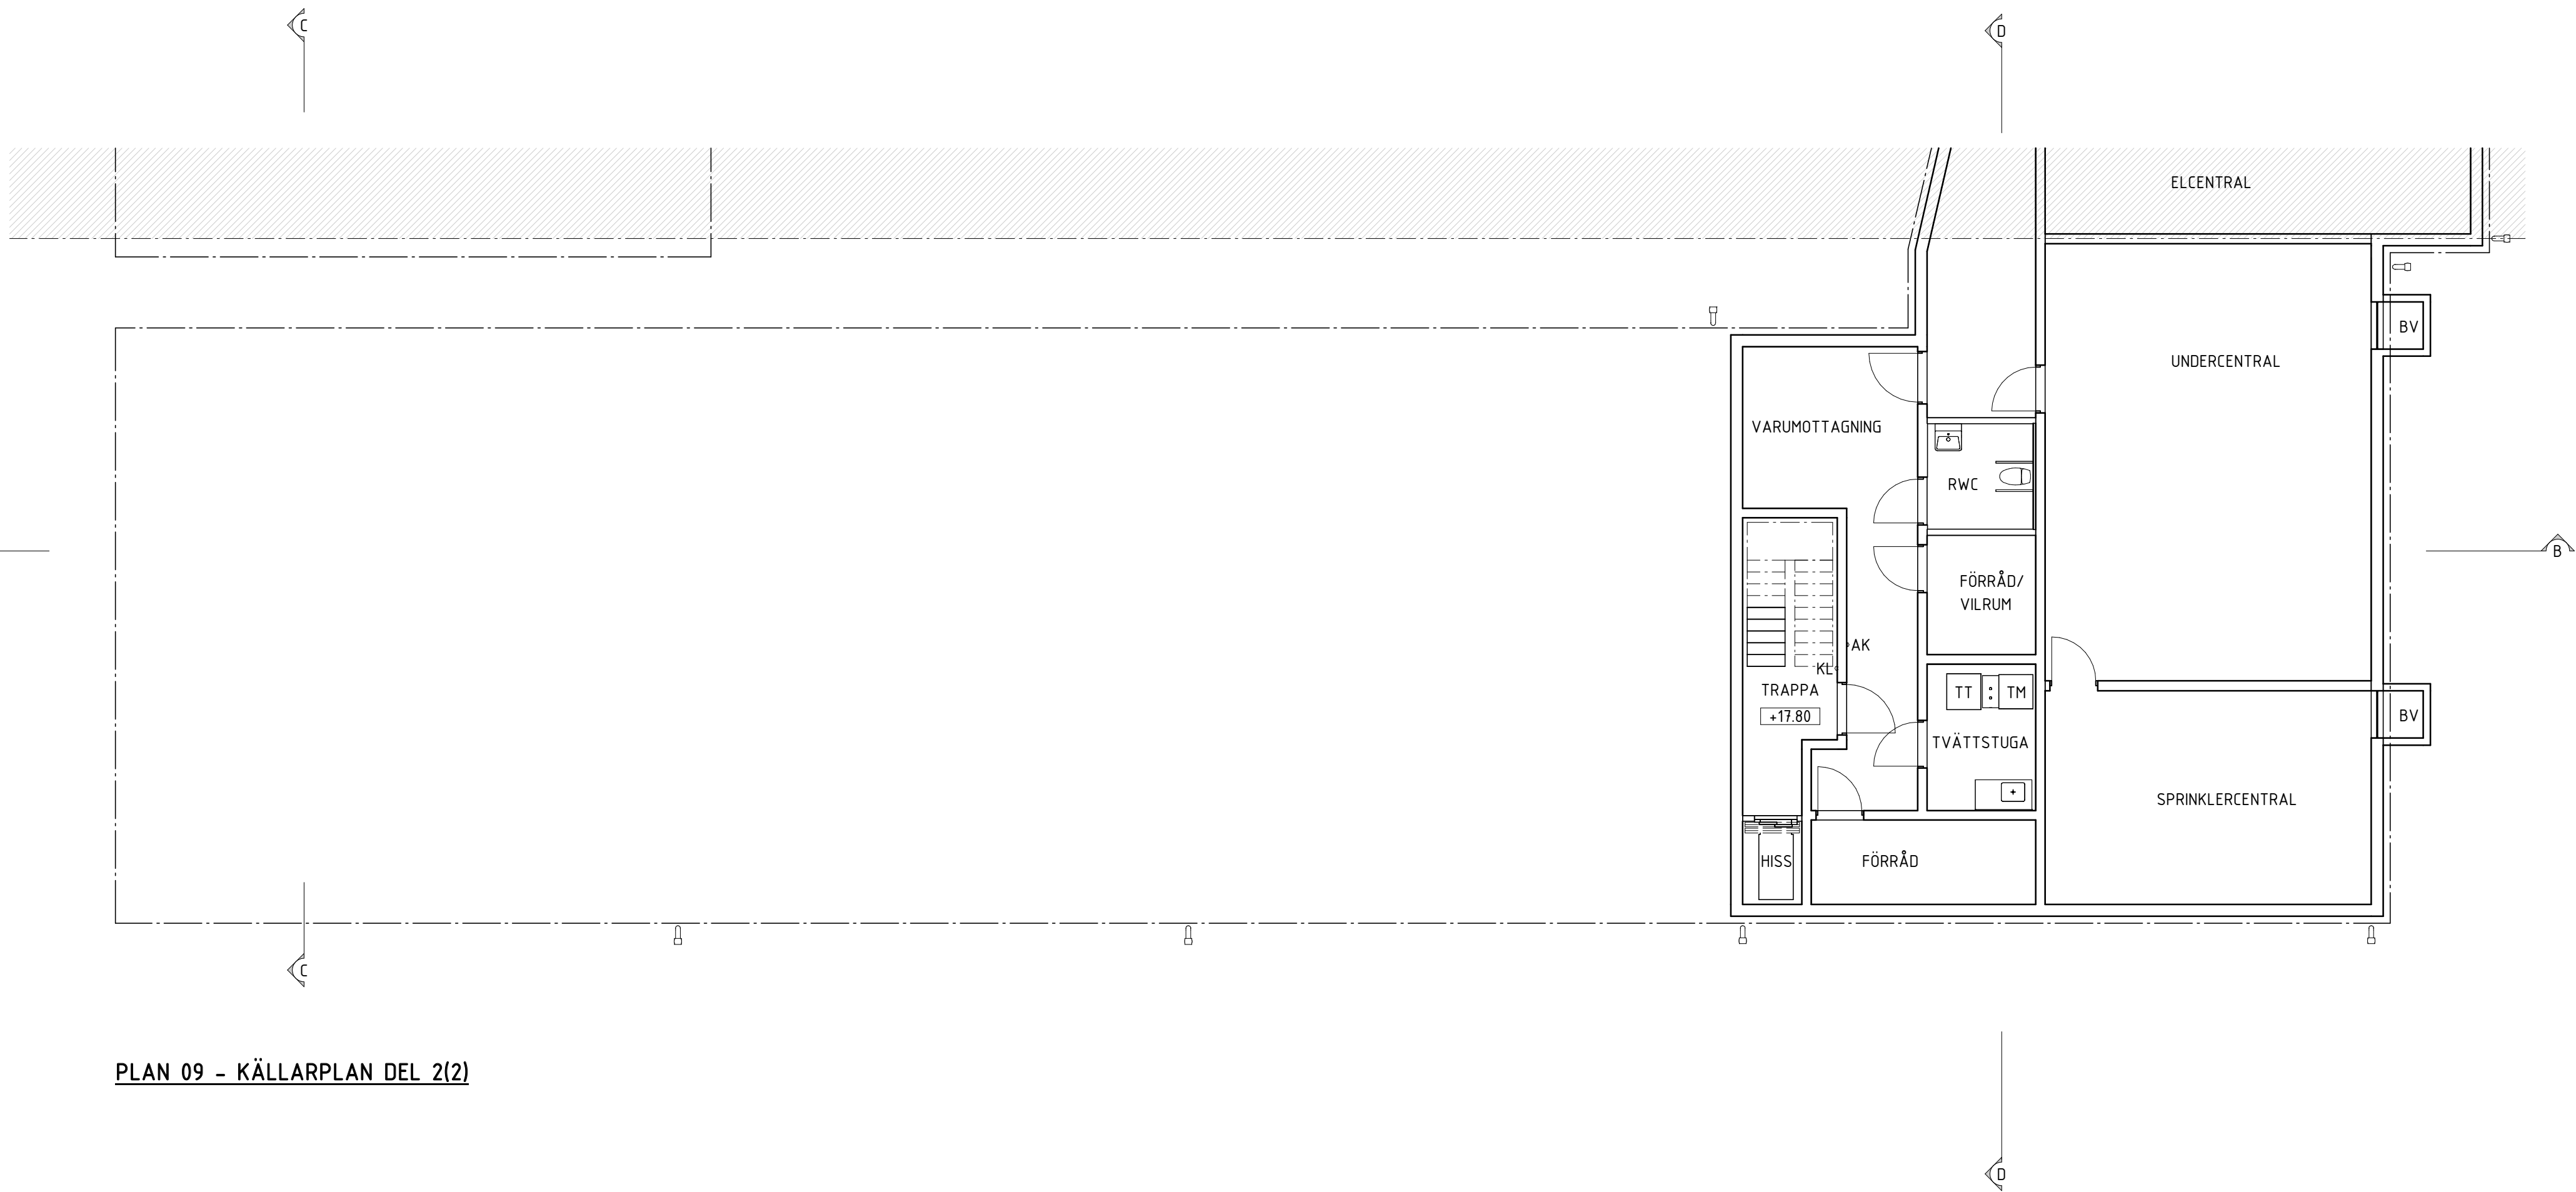 C
D
ELCENTRAL
BV
UNDERCENTRAL
VARUMOTTAGNING
RWC
B
FÖRRÅD/
VILRUM
AK
KL
TRAPPA
TT
TM
+17.80
BV
TVÄTTSTUGA
SPRINKLERCENTRAL
HISS
FÖRRÅD
C
PLAN 09 - KÄLLARPLAN DEL 2(2)
D